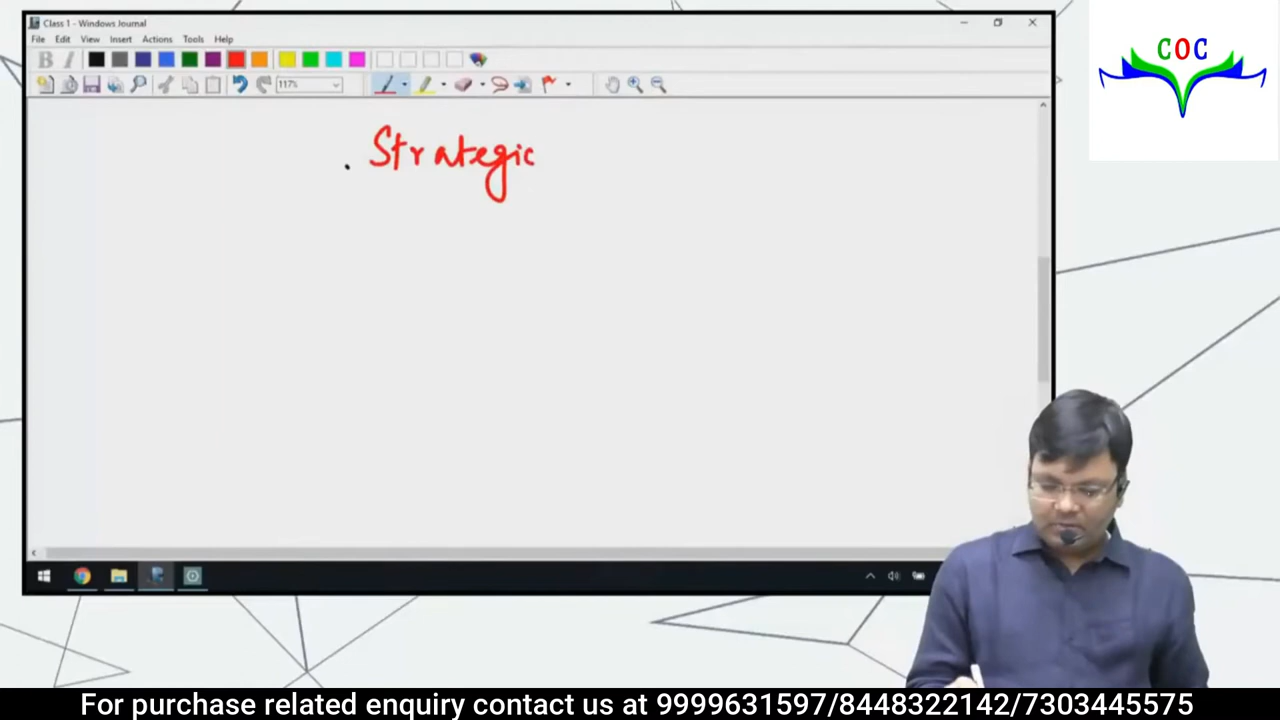 Class 1 - Windows Journal
File Edit View Insert Actions Tools Help
B I
117%
Strategic
COC
For purchase related enquiry contact us at 9999631597/8448322142/7303445575